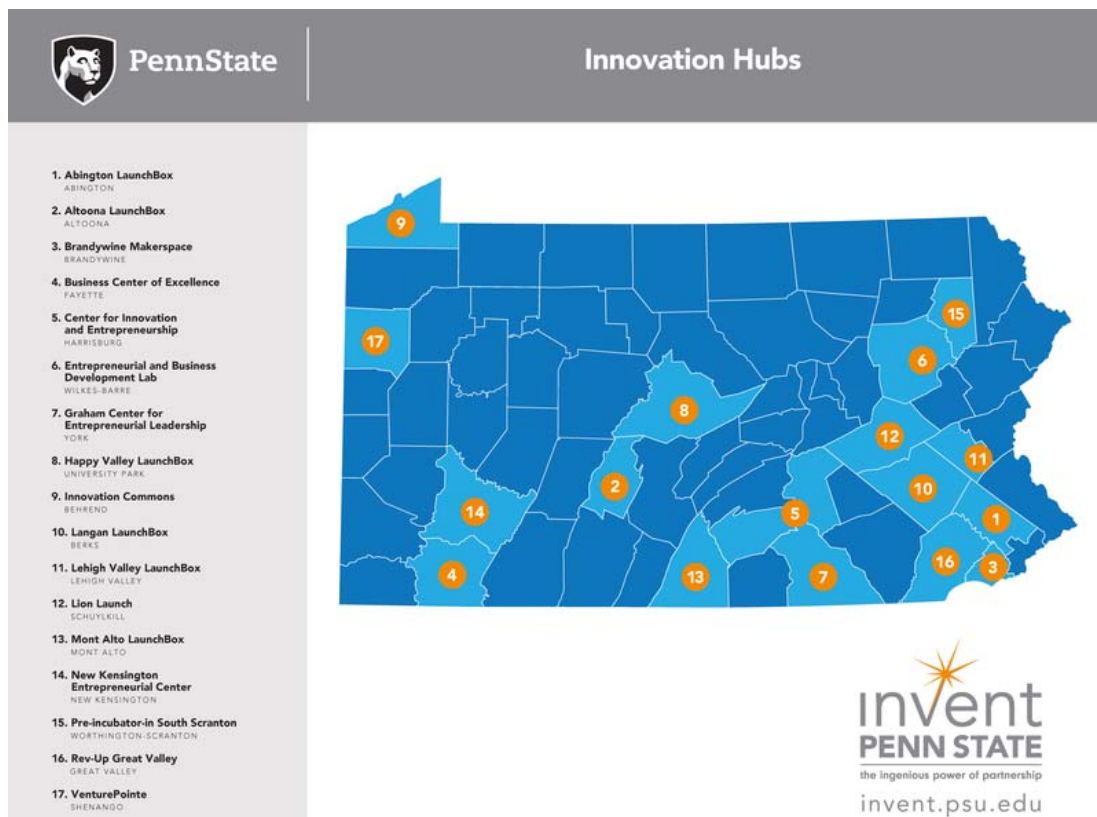 PennState
Innovation Hubs
1. Abington LaunchBox
ABINGTON
2. Altoona LaunchBox
ALTOONA
3. Brandywine Makerspace
BRANDYWINE
4. Business Center of Excellence
FAYETTE
5. Center for Innovation
and Entrepreneurship
HARRISBURG
6. Entrepreneurial and Business
Development Lab
WILKES-BARRE
7. Graham Center for
Entrepreneurial Leadership
YORK
8. Happy Valley LaunchBox
UNIVERSITY PARK
9. Innovation Commons
BEHREND
10. Langan LaunchBox
BERKS
11. Lehigh Valley LaunchBox
LEHIGH VALLEY
12. Lion Launch
SCHUYLKILL
13. Mont Alto LaunchBox
MONT ALTO
14. New Kensington
Entrepreneurial Center
NEW KENSINGTON
15. Pre-incubator-in South Scranton
WORTHINGTON-SCRANTON
16. Rev-Up Great Valley
GREAT VALLEY
17. VenturePointe
SHENANGO
9
15
17
6
8
12
11
2
10
14
5
1
16
3
4
13
7
invent
PENN STATE
the ingenious power of partnership
invent.psu.edu